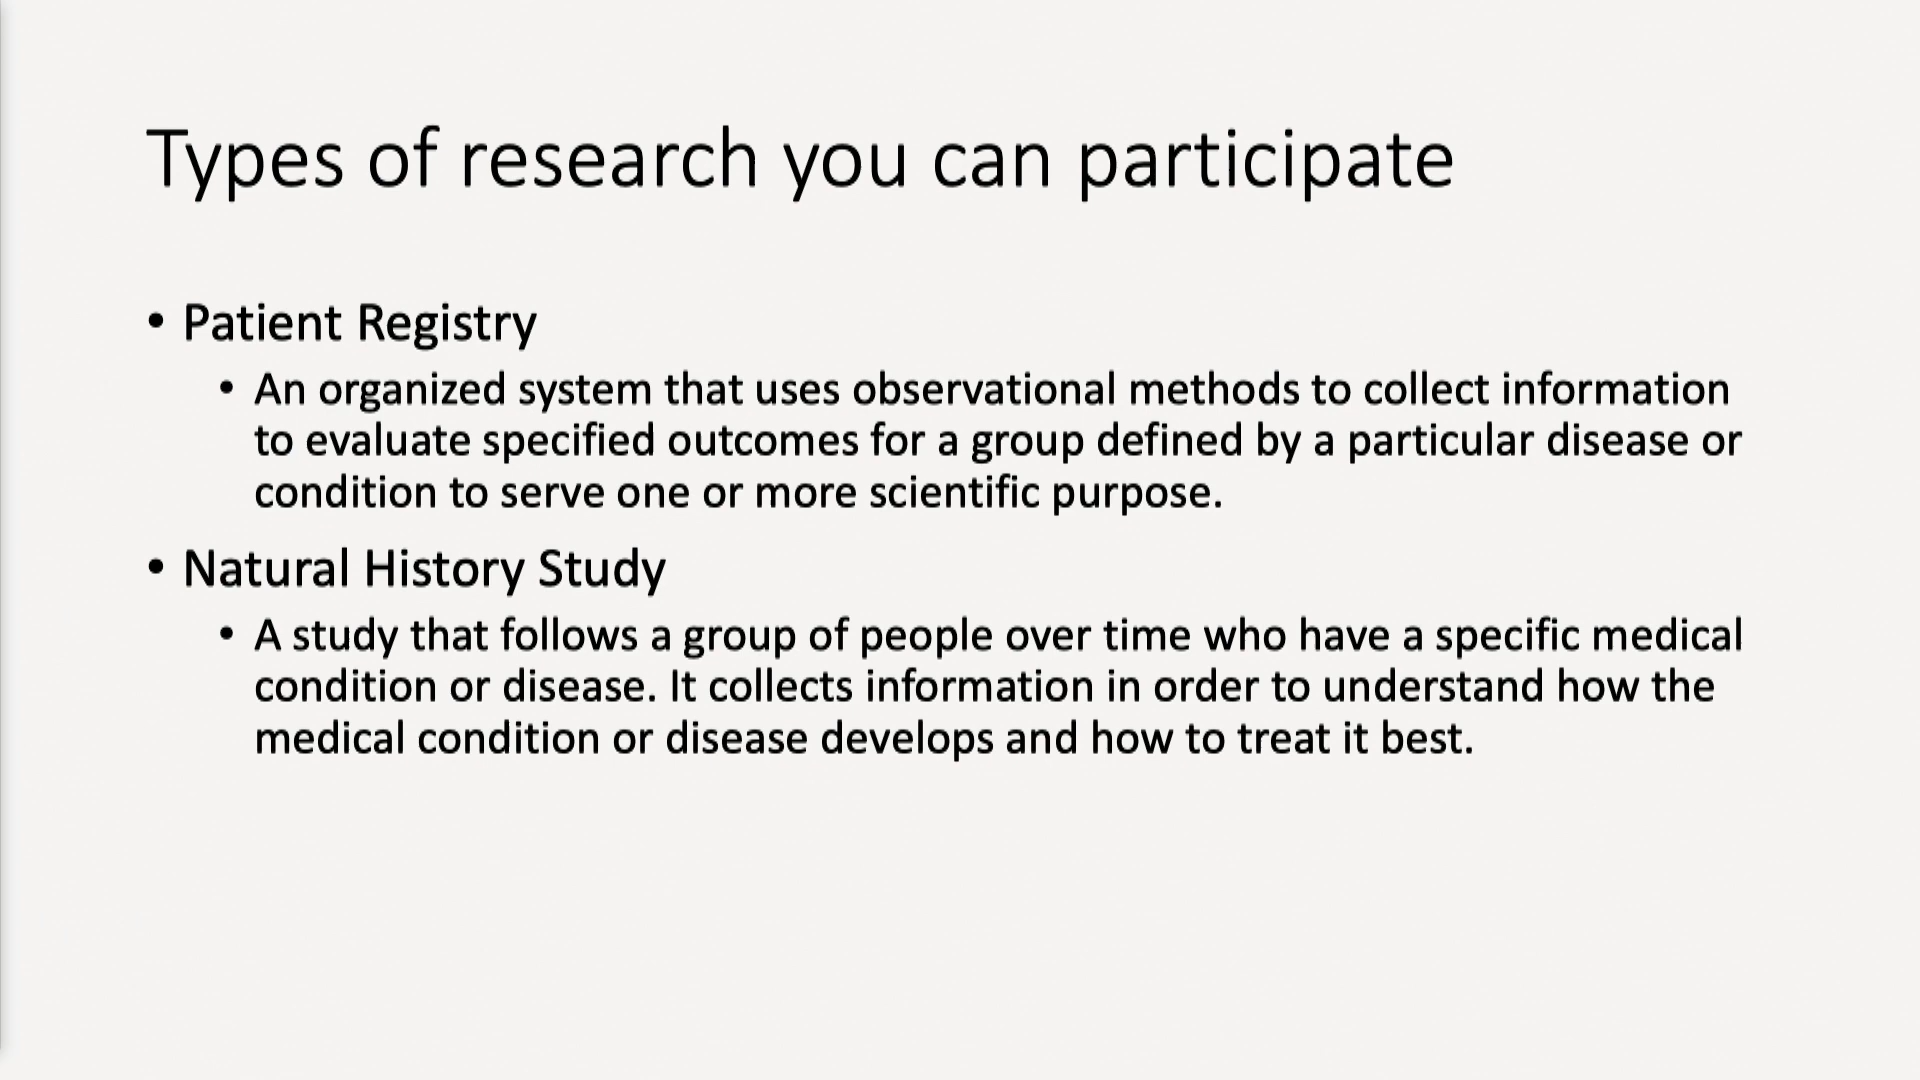 Types of research you can participate
• Patient Registry
• An organized system that uses observational methods to collect information
to evaluate specified outcomes for a group defined by a particular disease or
condition to serve one or more scientific purpose.
• Natural History Study
• A study that follows a group of people over time who have a specific medical
condition or disease. It collects information in order to understand how the
medical condition or disease develops and how to treat it best.